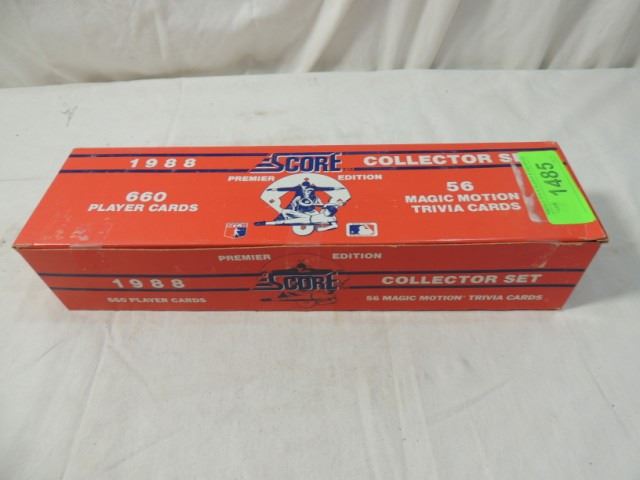 1988 SCORE COLLECTOR SE
PREMIER EDITION
660
PLAYER CARDS
56
MAGIC MOTION
TRIVIA CARDS
1485
PREMIER EDITION
1988 SCORE COLLECTOR SET
660 PLAYER CARDS
56 MAGIC MOTION TRIVIA CARDS